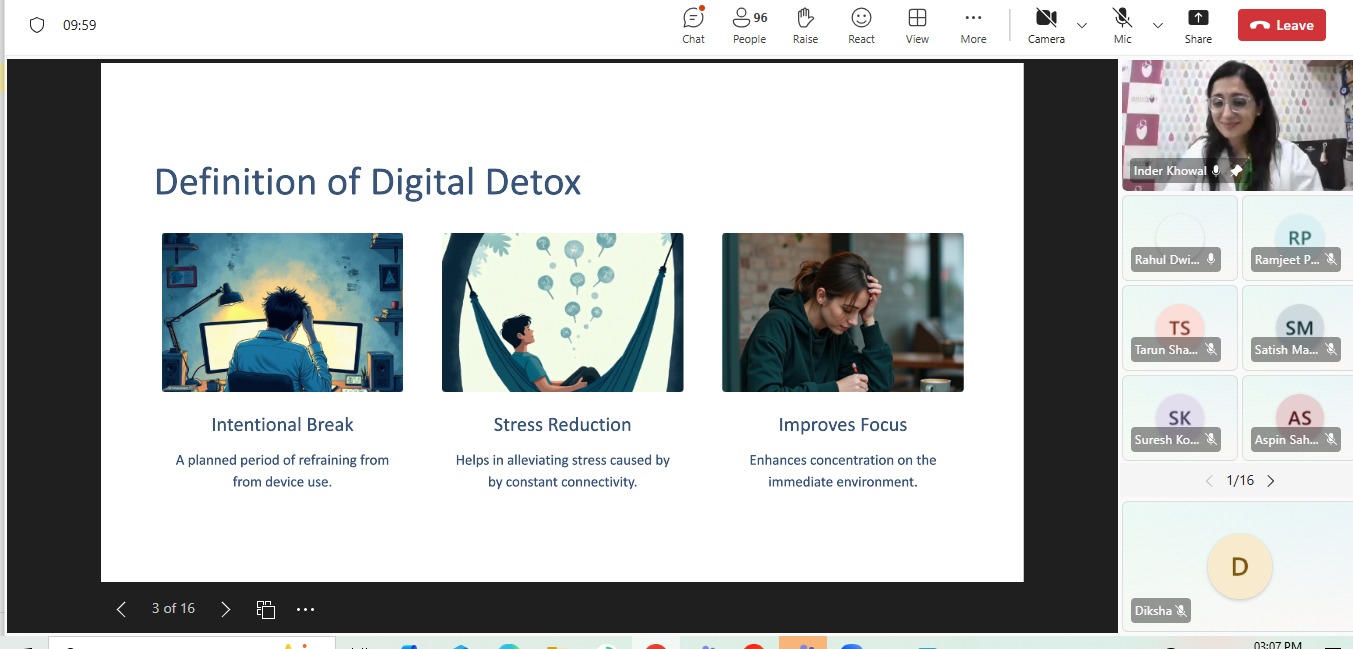 09:59
Chat
96
People
Raise
React
View
More
Camera
Mic
Share
Leave
Definition of Digital Detox
Intentional Break
Stress Reduction
Improves Focus
A planned period of refraining from
from device use.
Helps in alleviating stress caused by
by constant connectivity.
Enhances concentration on the
immediate environment.
3 of 16
Inder Khowal
Rahul Dwi...
RP
Ramjeet P...
TS
Tarun Sha...
SM
Satish Ma...
SK
Suresh Ko...
AS
Aspin Sah...
1/16
D
Diksha
03:07 PM